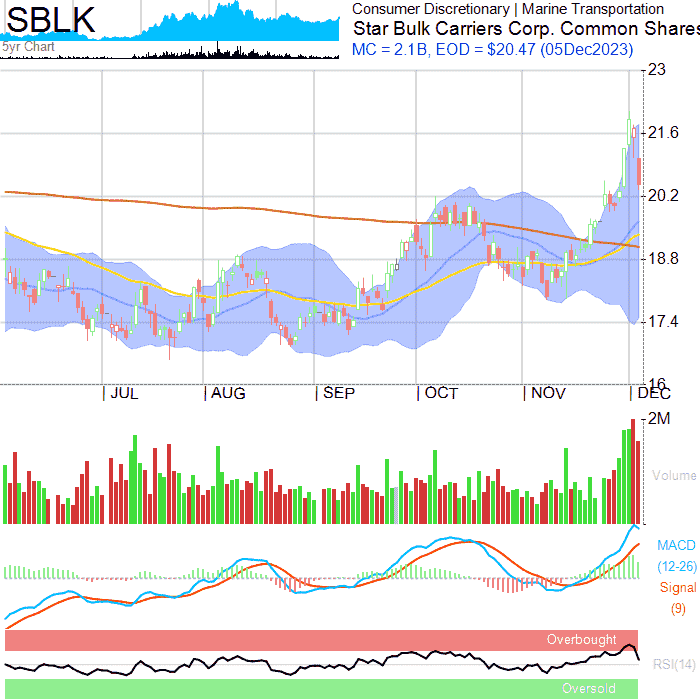 SBLK
Consumer Discretionary | Marine Transportation
Star Bulk Carriers Corp. Common Shares
5yr Chart
MC = 2.1B, EOD = $20.47 (05Dec2023)
23
21.6
20.2
18.8
17.4
16
| JUL | AUG | SEP | OCT | NOV | DEC
2M
Volume
MACD
(12-26)
Signal
(9)
Overbought
RSI(14)
Oversold